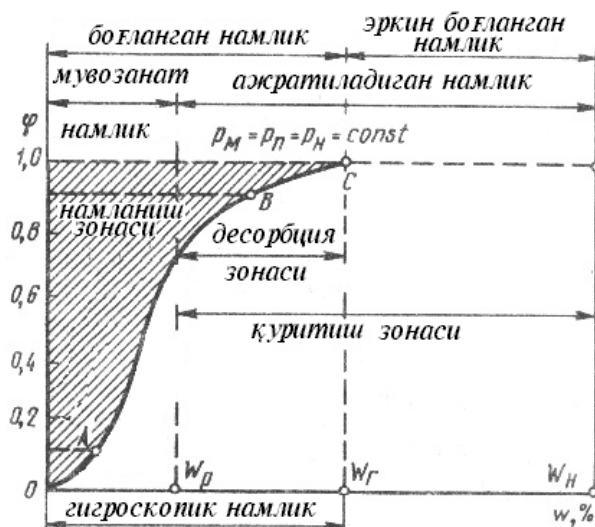 боғланган намлик
эркин боғланган
намлик
мувозанат
ажратиладиган намлик
φ
намлик
p_M = p_П = p_H = const
1,0
C
B
намланиш
зонаси
0,8
десорбция
зонаси
0,6
қуритиш зонаси
0,4
0,2
A
W_p
W_Г
W_H
0
w,%
гигроскопик намлик